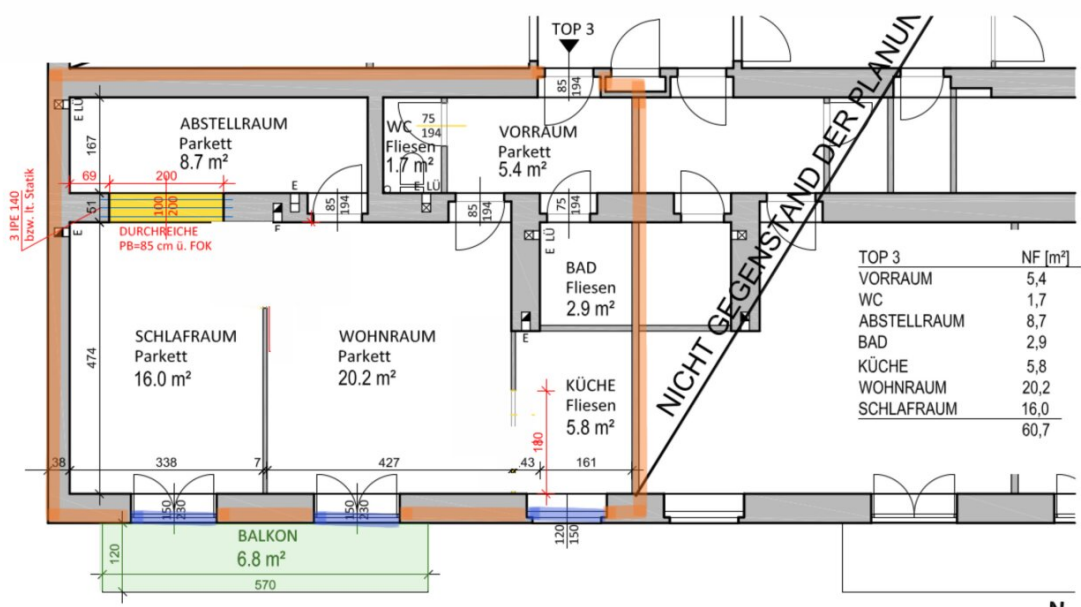 TOP 3
85
194
NICHT GEGENSTAND DER PLANUN
E LÜ
ABSTELLRAUM
Parkett
8.7 m²
WC
Fliesen
1.7 m²
75
194
VORRAUM
Parkett
5.4 m²
167
E LÜ
69
200
E
85
194
85
194
75
194
3 IPE 140
bzw. lt. Statik
51
100
200
E
DURCHREICHE
PB=85 cm ü. FOK
E LÜ
BAD
Fliesen
2.9 m²
E
SCHLAFRAUM
Parkett
16.0 m²
WOHNRAUM
Parkett
20.2 m²
474
KÜCHE
Fliesen
5.8 m²
180
38
338
7
427
43
161
150
230
150
230
120
150
BALKON
6.8 m²
120
570
TOP 3 NF [m²]
VORRAUM 5,4
WC 1,7
ABSTELLRAUM 8,7
BAD 2,9
KÜCHE 5,8
WOHNRAUM 20,2
SCHLAFRAUM 16,0
60,7